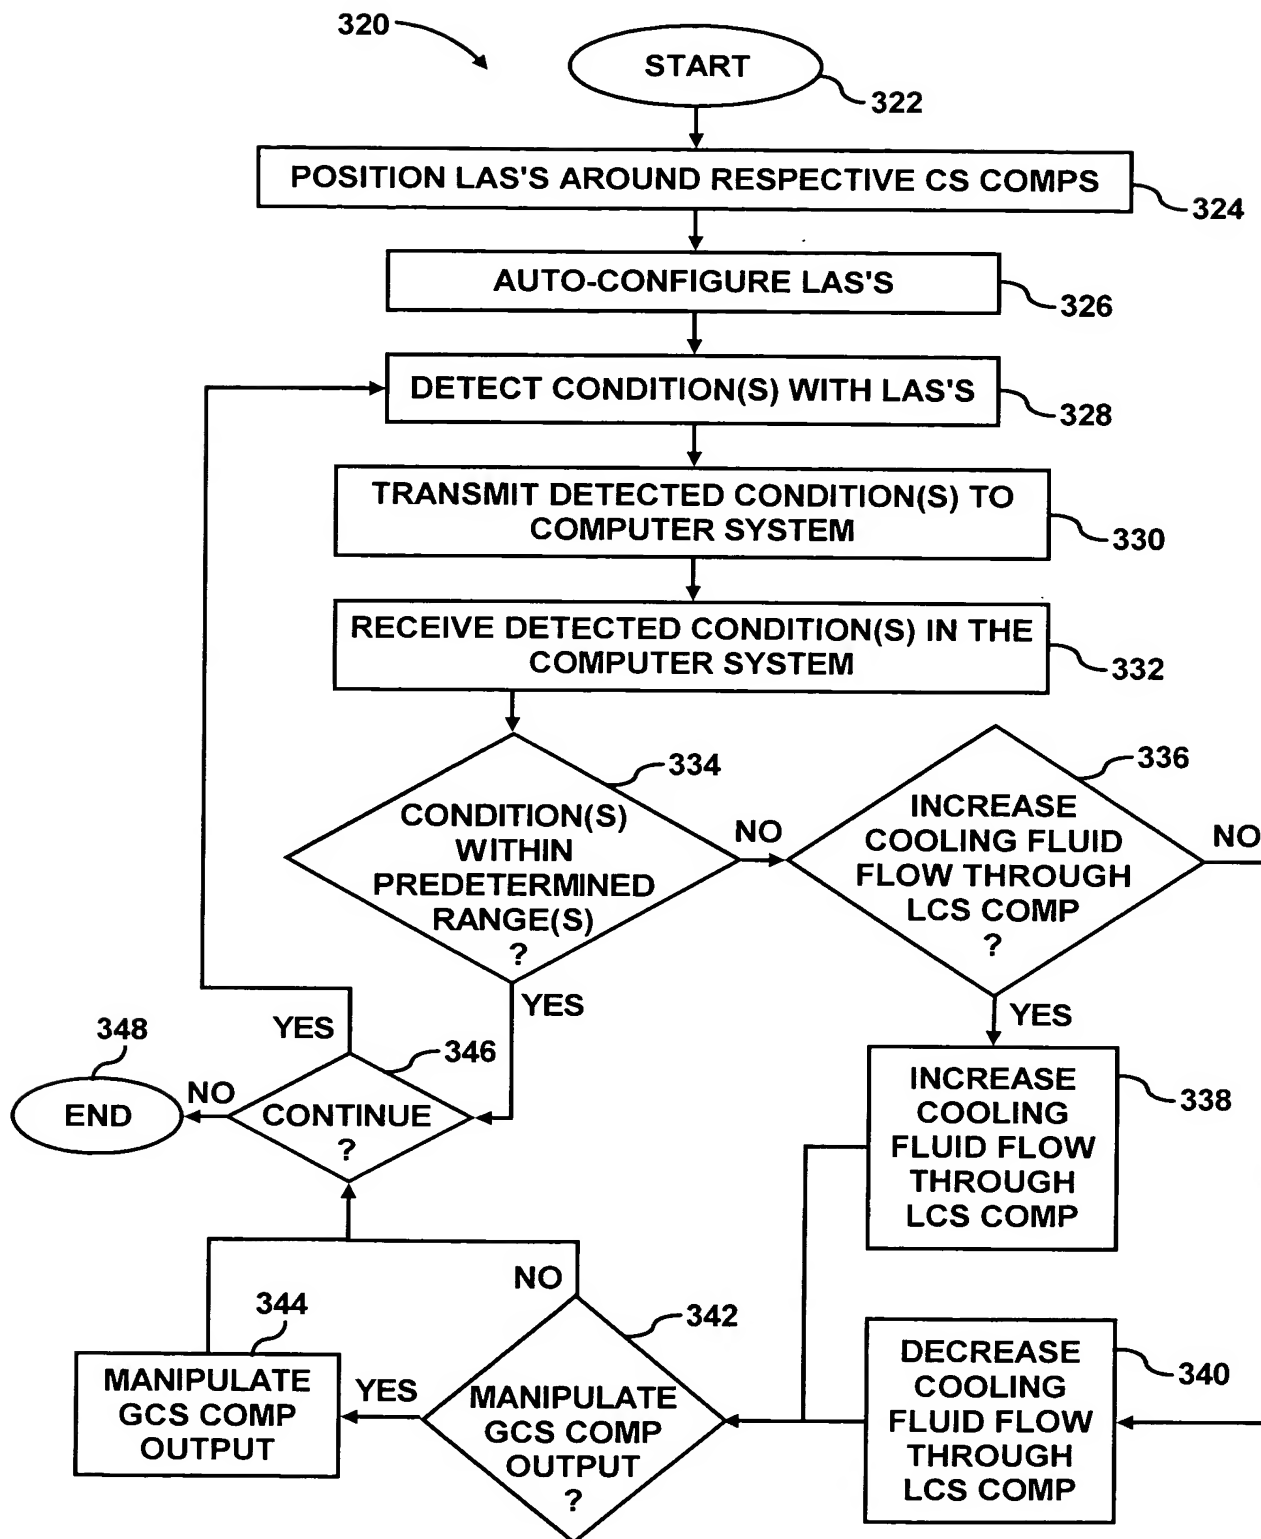 320
START
322
POSITION LAS'S AROUND RESPECTIVE CS COMPS
324
AUTO-CONFIGURE LAS'S
326
DETECT CONDITION(S) WITH LAS'S
328
TRANSMIT DETECTED CONDITION(S) TO
COMPUTER SYSTEM
330
RECEIVE DETECTED CONDITION(S) IN THE
COMPUTER SYSTEM
332
334
CONDITION(S)
WITHIN
PREDETERMINED
RANGE(S)
?
NO
YES
336
INCREASE
COOLING FLUID
FLOW THROUGH
LCS COMP
?
NO
YES
INCREASE
COOLING
FLUID FLOW
THROUGH
LCS COMP
338
348
END
NO
YES
346
CONTINUE
?
NO
344
MANIPULATE
GCS COMP
OUTPUT
YES
342
MANIPULATE
GCS COMP
OUTPUT
?
DECREASE
COOLING
FLUID FLOW
THROUGH
LCS COMP
340